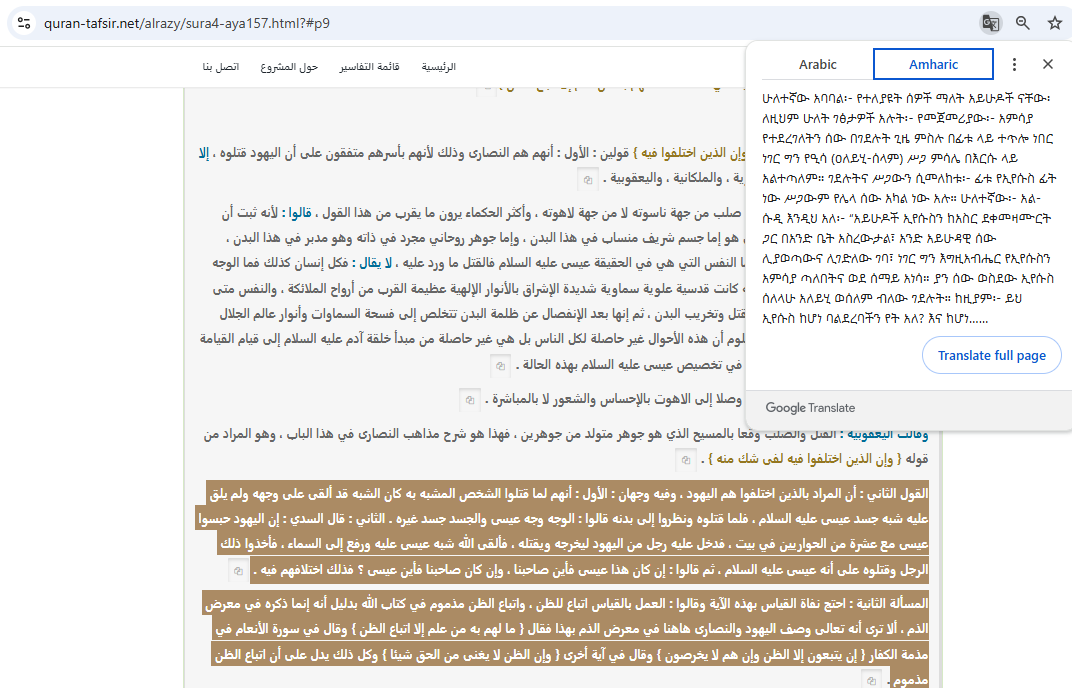 quran-tafsir.net/alrazy/sura4-aya157.html?#p9
الرئيسية قائمة التفاسير حول المشروع اتصل بنا
Arabic Amharic
ሁለተኛው አባባል፡- የተለያዩት ሰዎች ማለት አይሁዶች ናቸው፡
ለዚህም ሁለት ገፅታዎች አሉት፡- የመጀመሪያው፡- አምሳያ
የተደረገለትን ሰው በገደሉት ጊዜ ምስሉ በፊቱ ላይ ተጥሎ ነበር
ነገር ግን የዒሳ (ዐለይሂ-ሰላም) ሥጋ ምሳሌ በእርሱ ላይ
አልተጣለም። ገደሉትና ሥጋውን ሲመለከቱ፡- ፊቱ የኢየሱስ ፊት
ነው ሥጋውም የሌላ ሰው አካል ነው አሉ። ሁለተኛው፡- አል-
ሱዲ እንዲህ አለ፡- “አይሁዶች ኢየሱስን ከአስር ደቀመዛሙርት
ጋር በአንድ ቤት አስረውታል፣ አንድ አይሁዳዊ ሰው
ሊያወጣውና ሊገድለው ገባ፣ ነገር ግን እግዚአብሔር የኢየሱስን
አምሳያ ጣለበትና ወደ ሰማይ አነሳ። ያን ሰው ወስደው ኢየሱስ
ሰለላሁ አለይሂ ወሰለም ብለው ገደሉት። ከዚያም፡- ይህ
ኢየሱስ ከሆነ ባልደረባችን የት አለ? እና ከሆነ......
Translate full page
Google Translate
وإن الذين اختلفوا فيه } قولين : الأول : أنهم هم النصارى وذلك لأنهم بأسرهم متفقون على أن اليهود قتلوه ، إلا
، والملكانية ، واليعقوبية .
صلب من جهة ناسوته لا من جهة لاهوته ، وأكثر الحكماء يرون ما يقرب من هذا القول ، قالوا : لأنه ثبت أن
هو إما جسم شريف منساب في هذا البدن ، وإما جوهر روحاني مجرد في ذاته وهو مدبر في هذا البدن ،
النفس التي هي في الحقيقة عيسى عليه السلام فالقتل ما ورد عليه ، لا يقال : فكل إنسان كذلك فما الوجه
كانت قدسية علوية سماوية شديدة الإشراق بالأنوار الإلهية عظيمة القرب من أرواح الملائكة ، والنفس متى
وتخريب البدن ، ثم إنها بعد الإنفصال عن ظلمة البدن تتخلص إلى فسحة السماوات وأنوار عالم الجلال
أن هذه الأحوال غير حاصلة لكل الناس بل هي غير حاصلة من مبدأ خلقة آدم عليه السلام إلى قيام القيامة
في تخصيص عيسى عليه السلام بهذه الحالة .
وصلا إلى الاهوت بالإحساس والشعور لا بالمباشرة .
وقالت اليعقوبية : القتل والصلب وقعا بالمسيح الذي هو جوهر متولد من جوهرين ، فهذا هو شرح مذاهب النصارى في هذا الباب ، وهو المراد من
قوله { وإن الذين اختلفوا فيه لفى شك منه } .
القول الثاني : أن المراد بالذين اختلفوا هم اليهود ، وفيه وجهان : الأول : أنهم لما قتلوا الشخص المشبه به كان الشبه قد ألقى على وجهه ولم يلق
عليه شبه جسد عيسى عليه السلام ، فلما قتلوه ونظروا إلى بدنه قالوا : الوجه وجه عيسى والجسد جسد غيره . الثاني : قال السدي : إن اليهود حبسوا
عيسى مع عشرة من الحواريين في بيت ، فدخل عليه رجل من اليهود ليخرجه ويقتله ، فألقى الله شبه عيسى عليه ورفع إلى السماء ، فأخذوا ذلك
الرجل وقتلوه على أنه عيسى عليه السلام ، ثم قالوا : إن كان هذا عيسى فأين صاحبنا ، وإن كان صاحبنا فأين عيسى ؟ فذلك اختلافهم فيه .
المسألة الثانية : احتج نفاة القياس بهذه الآية وقالوا : العمل بالقياس اتباع للظن ، واتباع الظن مذموم في كتاب الله بدليل أنه إنما ذكره في معرض
الذم ، ألا ترى أنه تعالى وصف اليهود والنصارى هاهنا في معرض الذم بهذا فقال { ما لهم به من علم إلا اتباع الظن } وقال في سورة الأنعام في
مذمة الكفار { إن يتبعون إلا الظن وإن هم لا يخرصون } وقال في آية أخرى { وإن الظن لا يغنى من الحق شيئا } وكل ذلك يدل على أن اتباع الظن
مذموم .